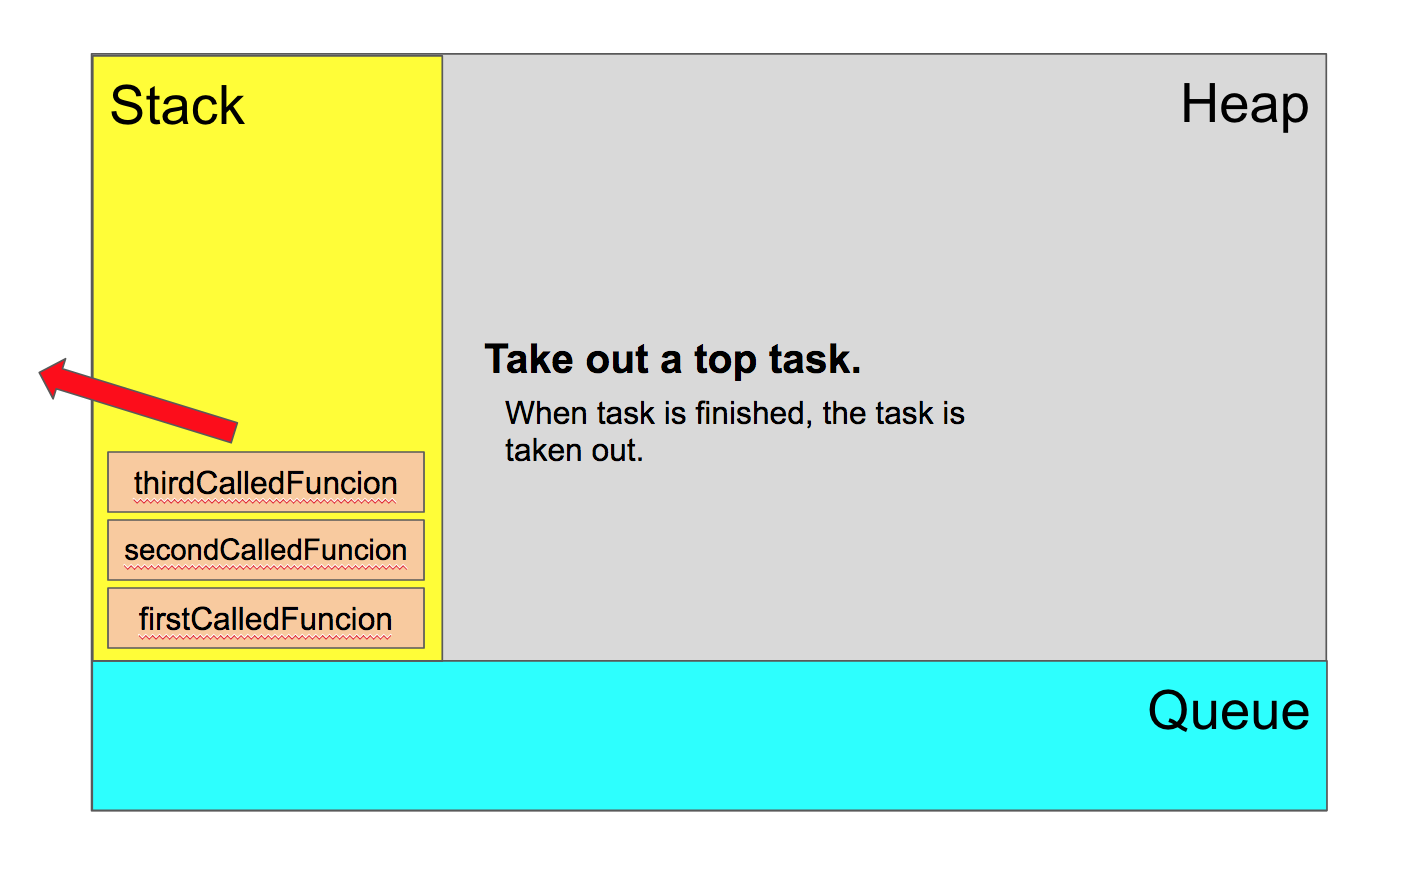 Stack
Heap
Take out a top task.
When task is finished, the task is
taken out.
thirdCalledFuncion
secondCalledFuncion
firstCalledFuncion
Queue